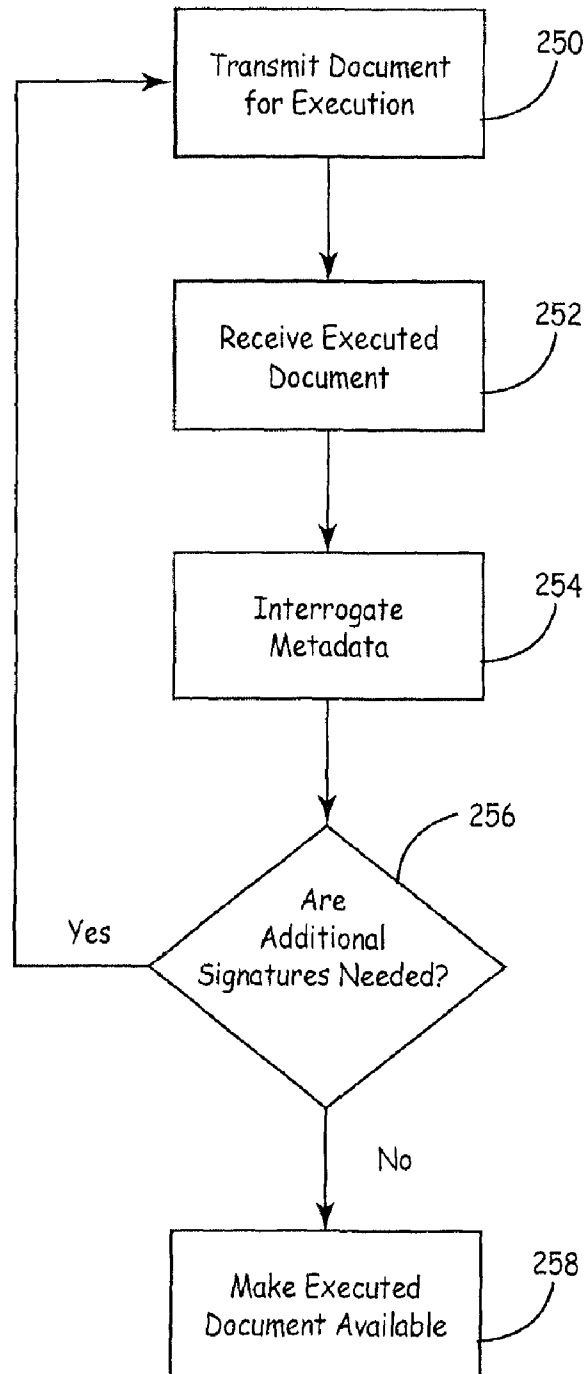 Transmit Document
for Execution
250
Receive Executed
Document
252
Interrogate
Metadata
254
256
Are
Additional
Signatures Needed?
Yes
No
Make Executed
Document Available
258